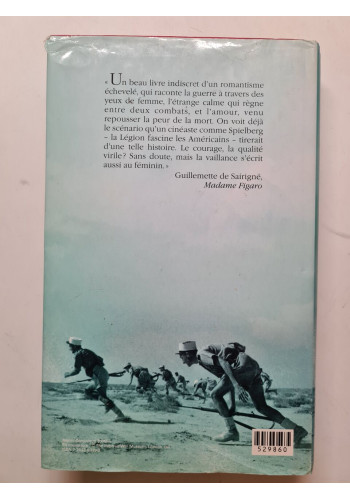 « Un beau livre indiscret d'un romantisme
échevelé, qui raconte la guerre à travers des
yeux de femme, l'étrange calme qui règne
entre deux combats, et l'amour, venu
repousser la peur de la mort. On voit déjà
le scénario qu'un cinéaste comme Spielberg
– la Légion fascine les Américains – tirerait
d'une telle histoire. Le courage, la qualité
virile ? Sans doute, mais la vaillance s'écrit
aussi au féminin. »
Guillemette de Sairigné,
Madame Figaro
529860